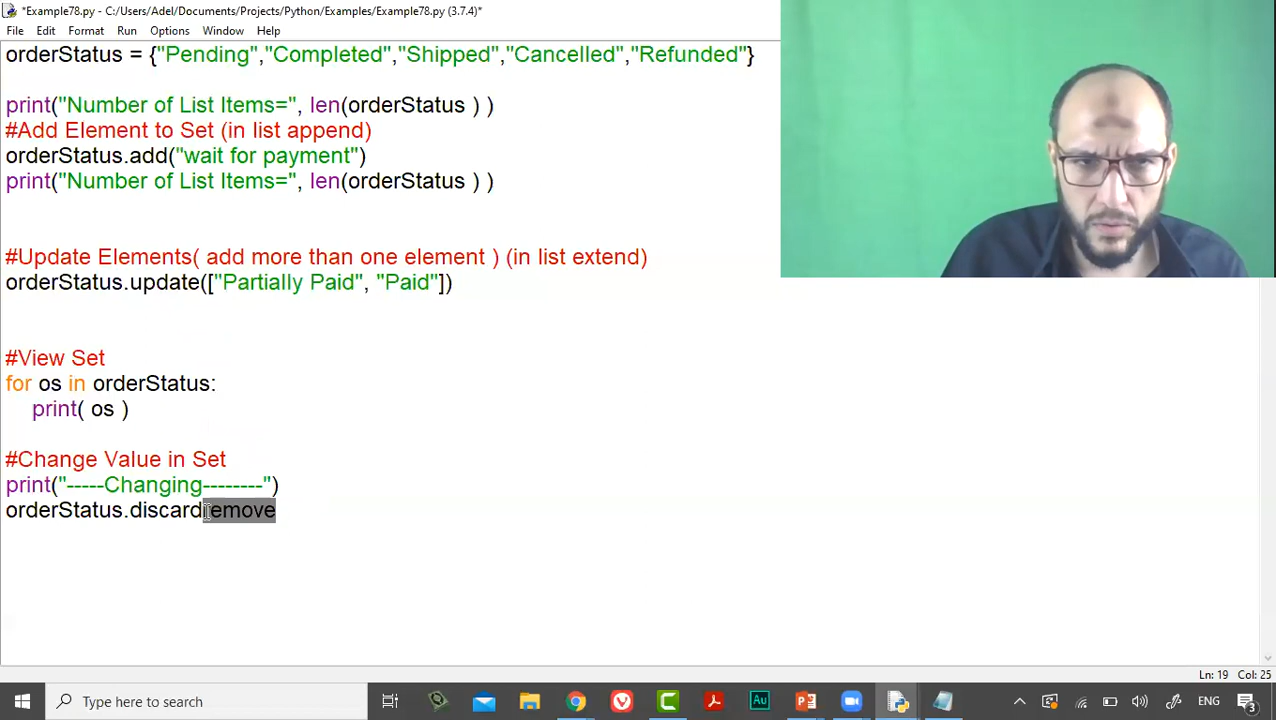 *Example78.py - C:/Users/Adel/Documents/Projects/Python/Examples/Example78.py (3.7.4)*
File Edit Format Run Options Window Help
orderStatus = {"Pending","Completed","Shipped","Cancelled","Refunded"}
print("Number of List Items=", len(orderStatus ) )
#Add Element to Set (in list append)
orderStatus.add("wait for payment")
print("Number of List Items=", len(orderStatus ) )
#Update Elements( add more than one element ) (in list extend)
orderStatus.update(["Partially Paid", "Paid"])
#View Set
for os in orderStatus:
print( os )
#Change Value in Set
print("-----Changing--------")
orderStatus.discardremove
Ln: 19 Col: 25
Type here to search
ENG
3